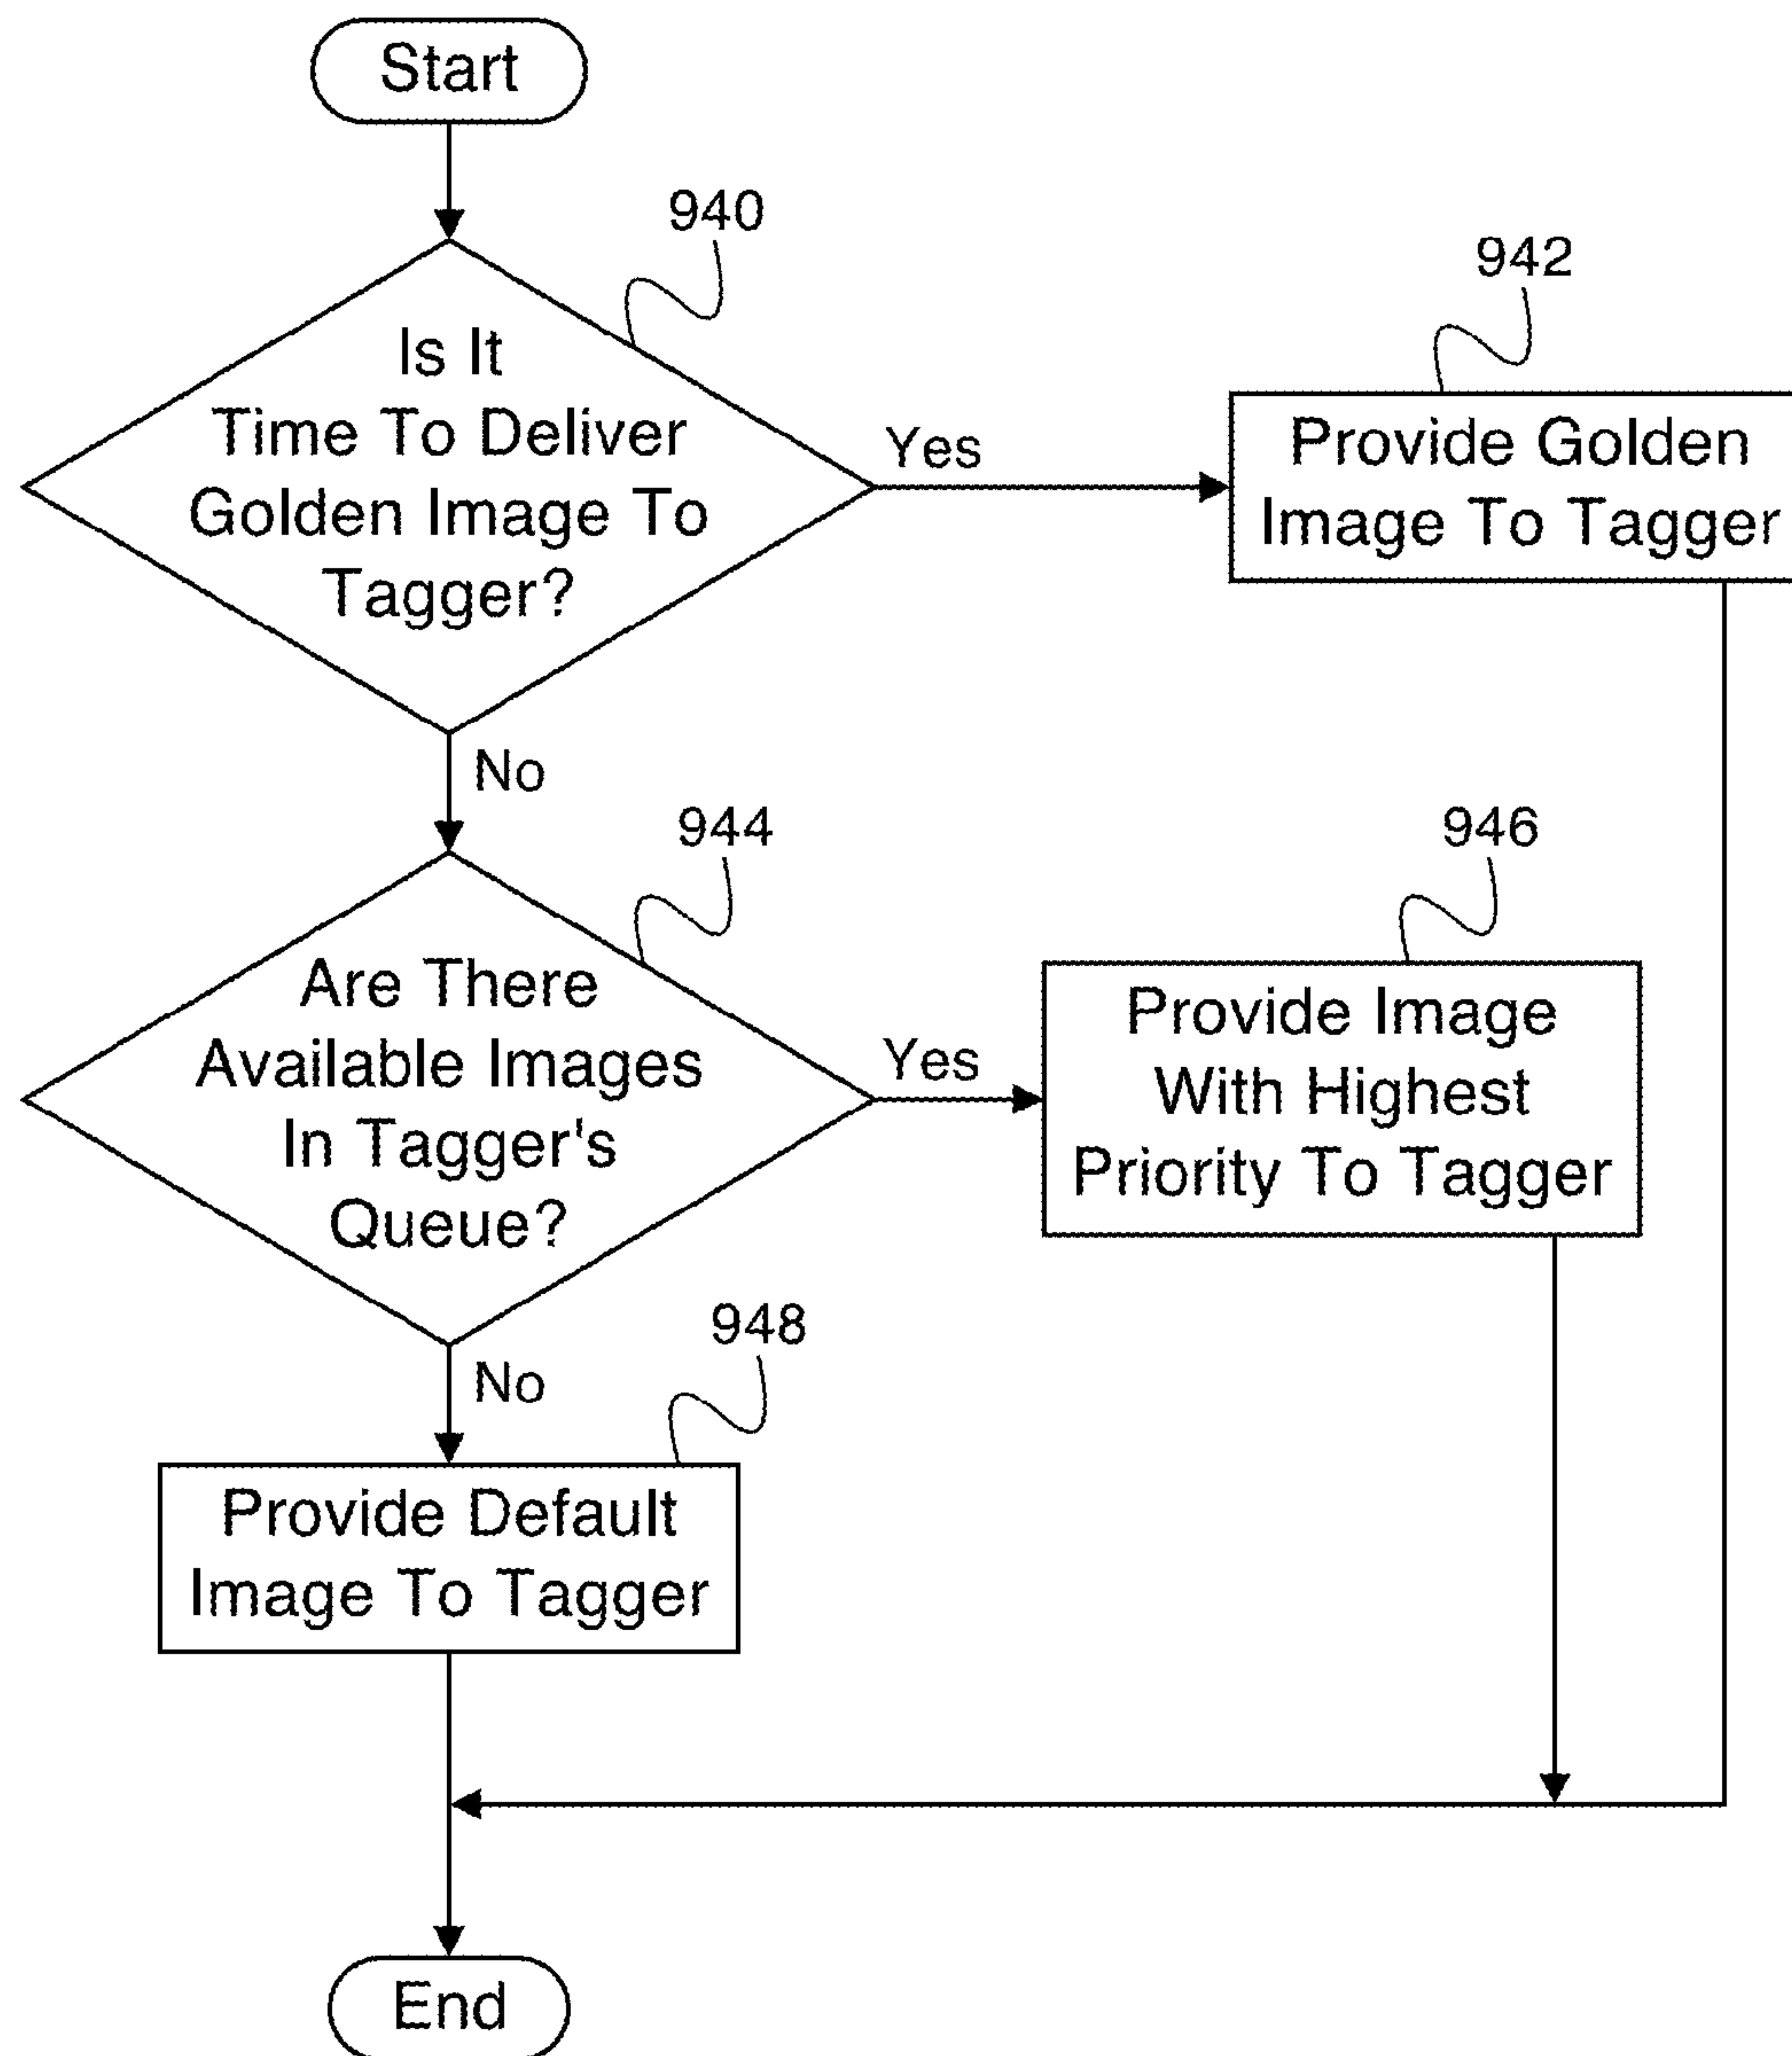 Start
940
Is It
Time To Deliver
Golden Image To
Tagger?
Yes
942
Provide Golden
Image To Tagger
No
944
Are There
Available Images
In Tagger's
Queue?
Yes
946
Provide Image
With Highest
Priority To Tagger
No
948
Provide Default
Image To Tagger
End